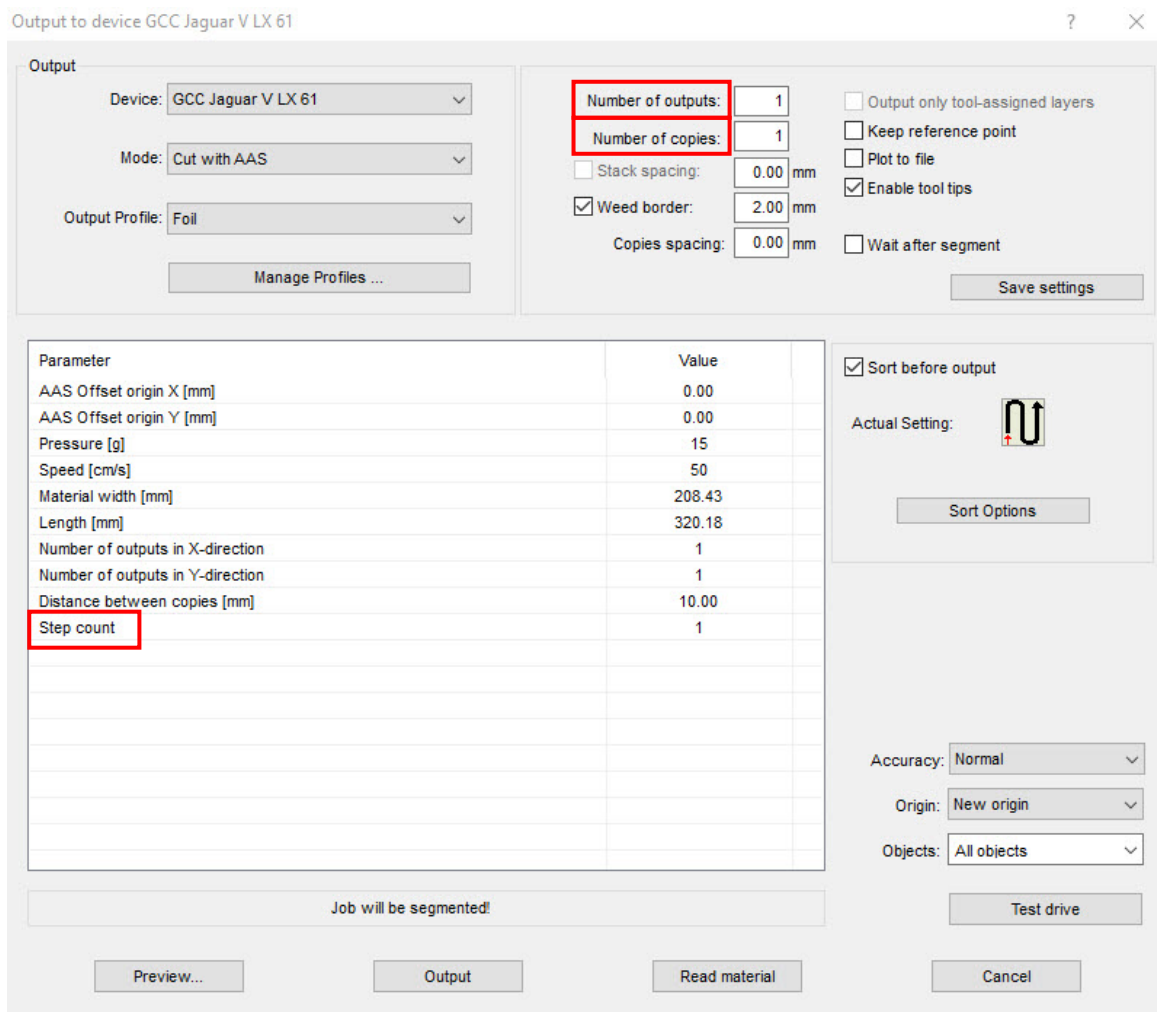 Output to device GCC Jaguar V LX 61
?
Output
Device: GCC Jaguar V LX 61
Mode: Cut with AAS
Output Profile: Foil
Manage Profiles ...
Number of outputs: 1
Number of copies: 1
Stack spacing: 0.00 mm
Weed border: 2.00 mm
Copies spacing: 0.00 mm
Output only tool-assigned layers
Keep reference point
Plot to file
Enable tool tips
Wait after segment
Save settings
Parameter Value
AAS Offset origin X [mm] 0.00
AAS Offset origin Y [mm] 0.00
Pressure [g] 15
Speed [cm/s] 50
Material width [mm] 208.43
Length [mm] 320.18
Number of outputs in X-direction 1
Number of outputs in Y-direction 1
Distance between copies [mm] 10.00
Step count 1
Sort before output
Actual Setting:
Sort Options
Accuracy: Normal
Origin: New origin
Objects: All objects
Job will be segmented!
Test drive
Preview...
Output
Read material
Cancel